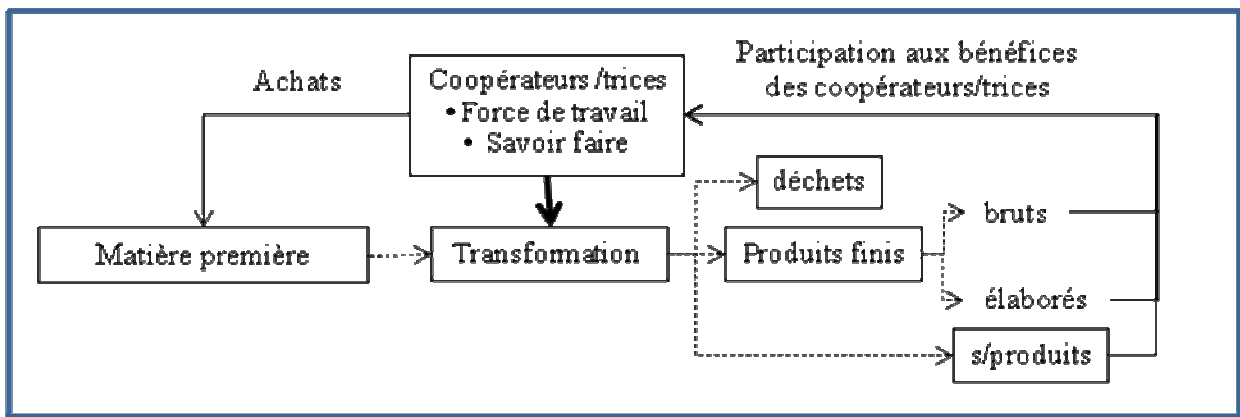 Participation aux bénéfices
des coopérateurs/trices
Achats
Coopérateurs /trices
• Force de travail
• Savoir faire
déchets
bruts
Matière première
Transformation
Produits finis
élaborés
s/produits